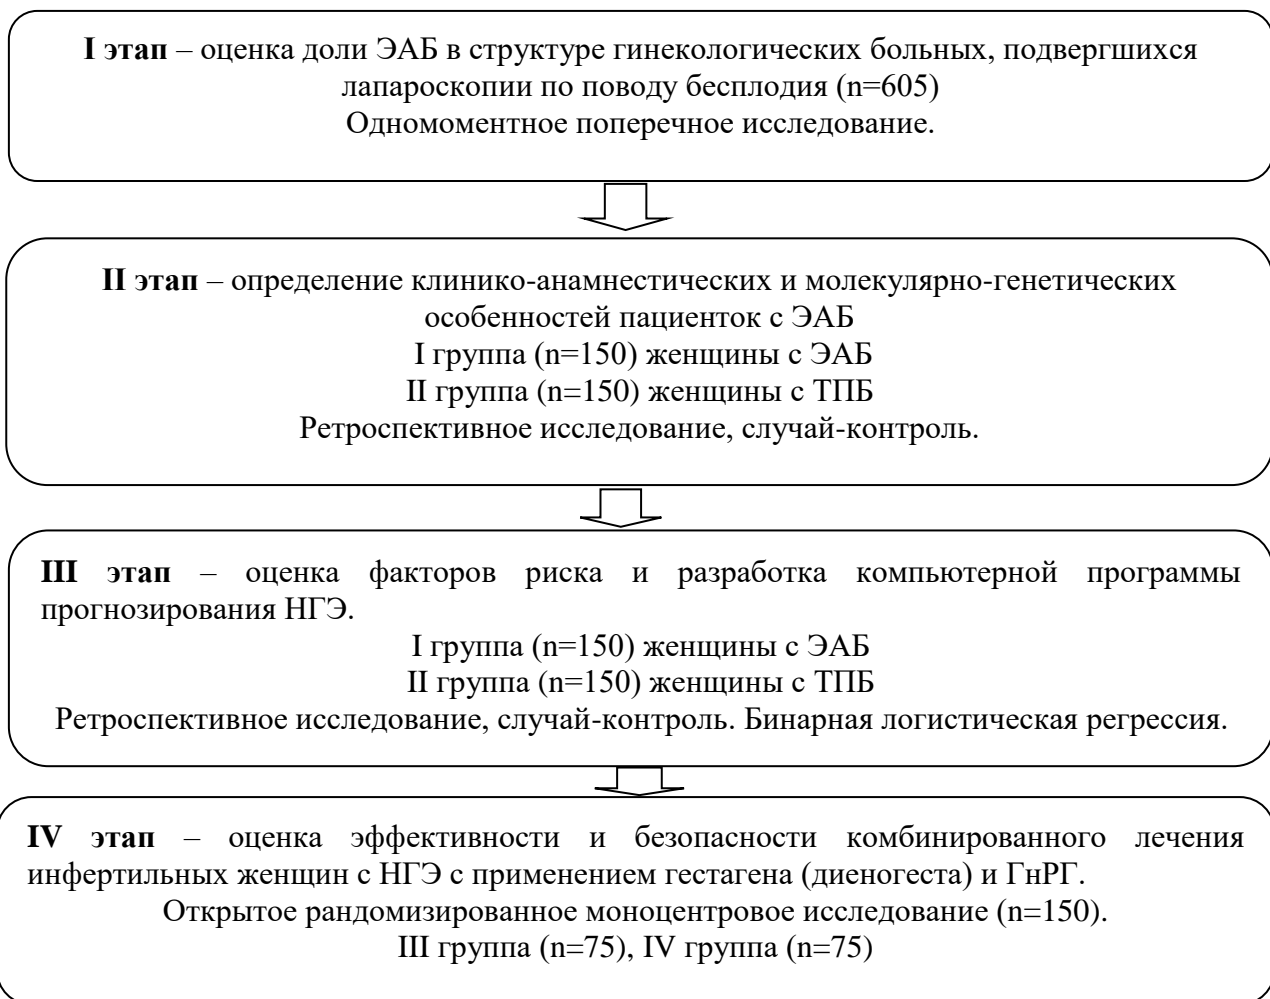 I этап – оценка доли ЭАБ в структуре гинекологических больных, подвергшихся
лапароскопии по поводу бесплодия (n=605)
Одномоментное поперечное исследование.
II этап – определение клинико-анамнестических и молекулярно-генетических
особенностей пациенток с ЭАБ
I группа (n=150) женщины с ЭАБ
II группа (n=150) женщины с ТПБ
Ретроспективное исследование, случай-контроль.
III этап – оценка факторов риска и разработка компьютерной программы
прогнозирования НГЭ.
I группа (n=150) женщины с ЭАБ
II группа (n=150) женщины с ТПБ
Ретроспективное исследование, случай-контроль. Бинарная логистическая регрессия.
IV этап – оценка эффективности и безопасности комбинированного лечения
инфертильных женщин с НГЭ с применением гестагена (диеногеста) и ГнРГ.
Открытое рандомизированное моноцентровое исследование (n=150).
III группа (n=75), IV группа (n=75)